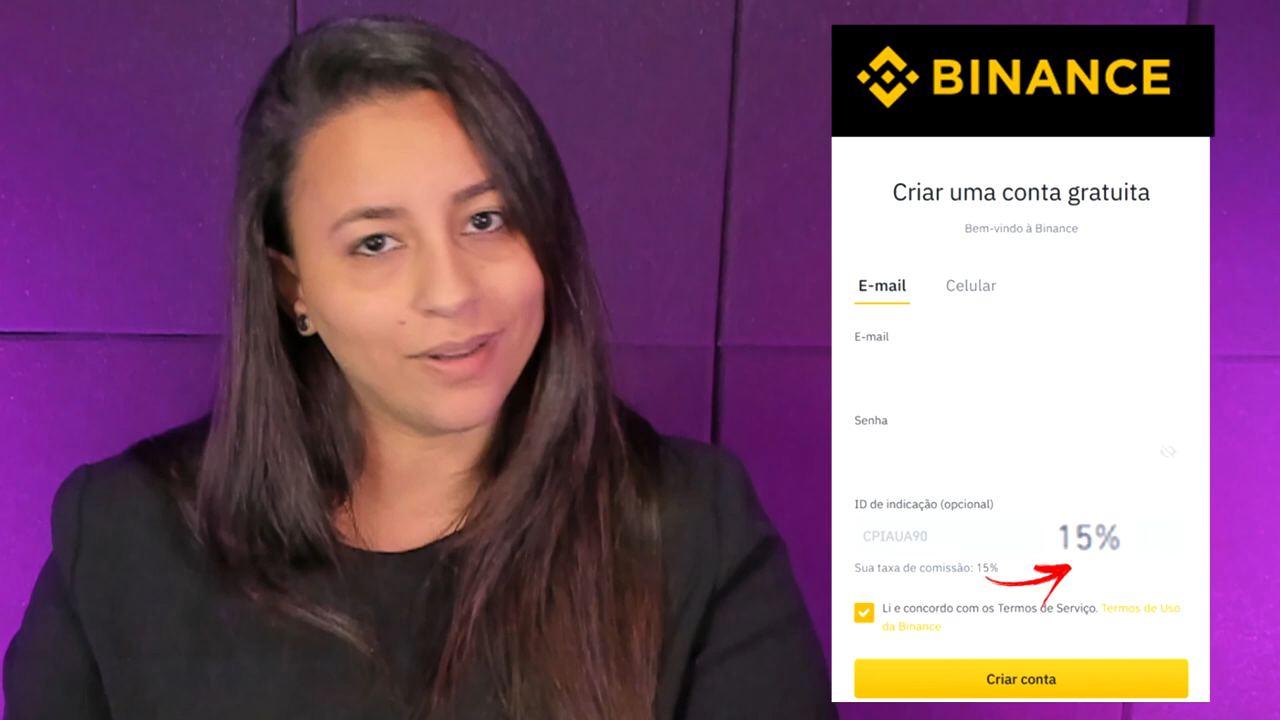 BINANCE
Criar uma conta gratuita
Bem-vindo à Binance
E-mail Celular
E-mail
Senha
ID de indicação (opcional)
CPIAUA90 15%
Sua taxa de comissão: 15%
Li e concordo com os Termos de Serviço. Termos de Uso
da Binance
Criar conta